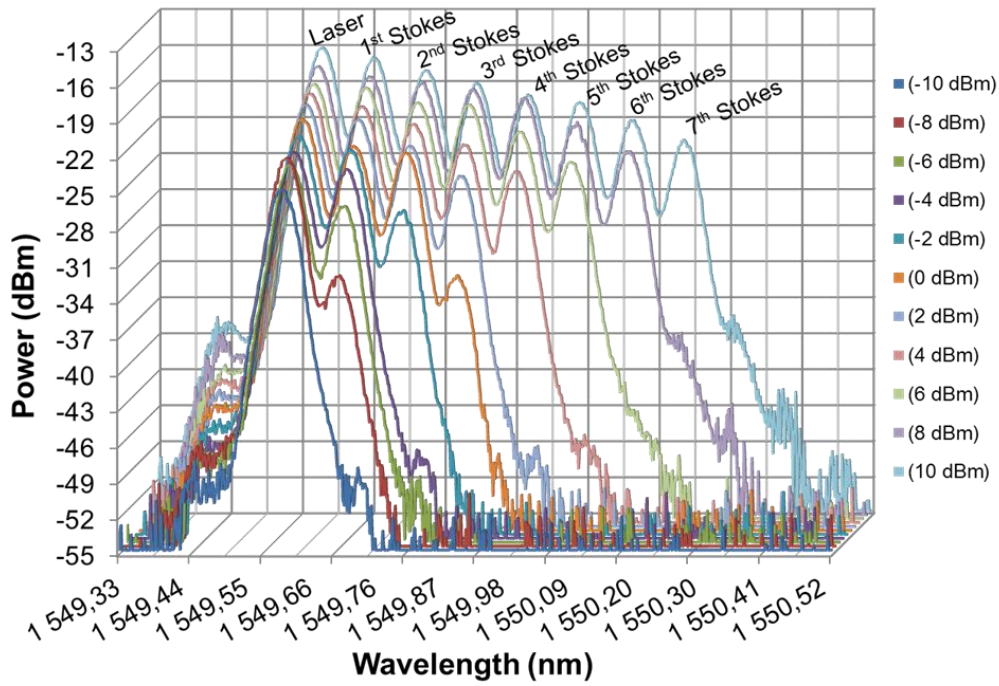 Laser
1st Stokes
2nd Stokes
3rd Stokes
4th Stokes
5th Stokes
6th Stokes
7th Stokes
Power (dBm)
-13
-16
-19
-22
-25
-28
-31
-34
-37
-40
-43
-46
-49
-52
-55
1 549,33
1 549,44
1 549,55
1 549,66
1 549,76
1 549,87
1 549,98
1 550,09
1 550,20
1 550,30
1 550,41
1 550,52
Wavelength (nm)
(-10 dBm)
(-8 dBm)
(-6 dBm)
(-4 dBm)
(-2 dBm)
(0 dBm)
(2 dBm)
(4 dBm)
(6 dBm)
(8 dBm)
(10 dBm)